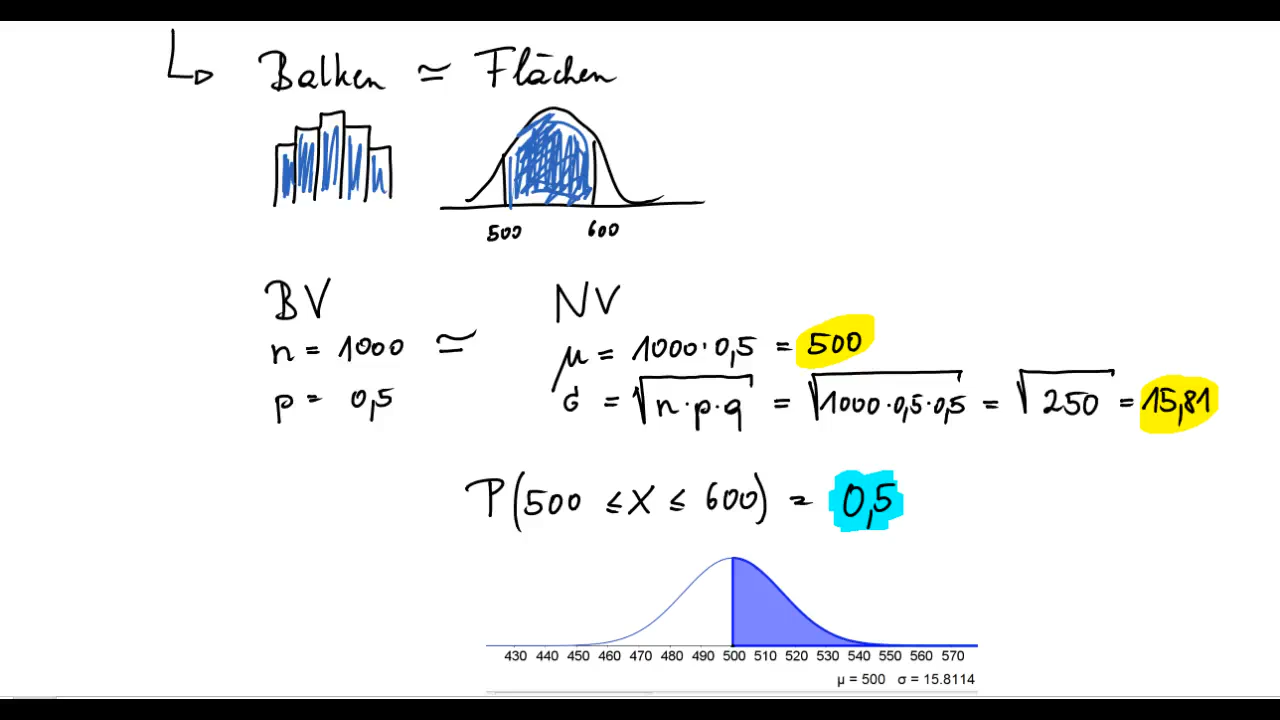 Balken ≃ Flächen
500 600
BV NV
n = 1000 ≃ μ = 1000·0,5 = 500
p = 0,5 σ = √n·p·q = √1000·0,5·0,5 = √250 = 15,81
P(500 ≤ X ≤ 600) = 0,5
430 440 450 460 470 480 490 500 510 520 530 540 550 560 570
μ = 500 σ = 15.8114